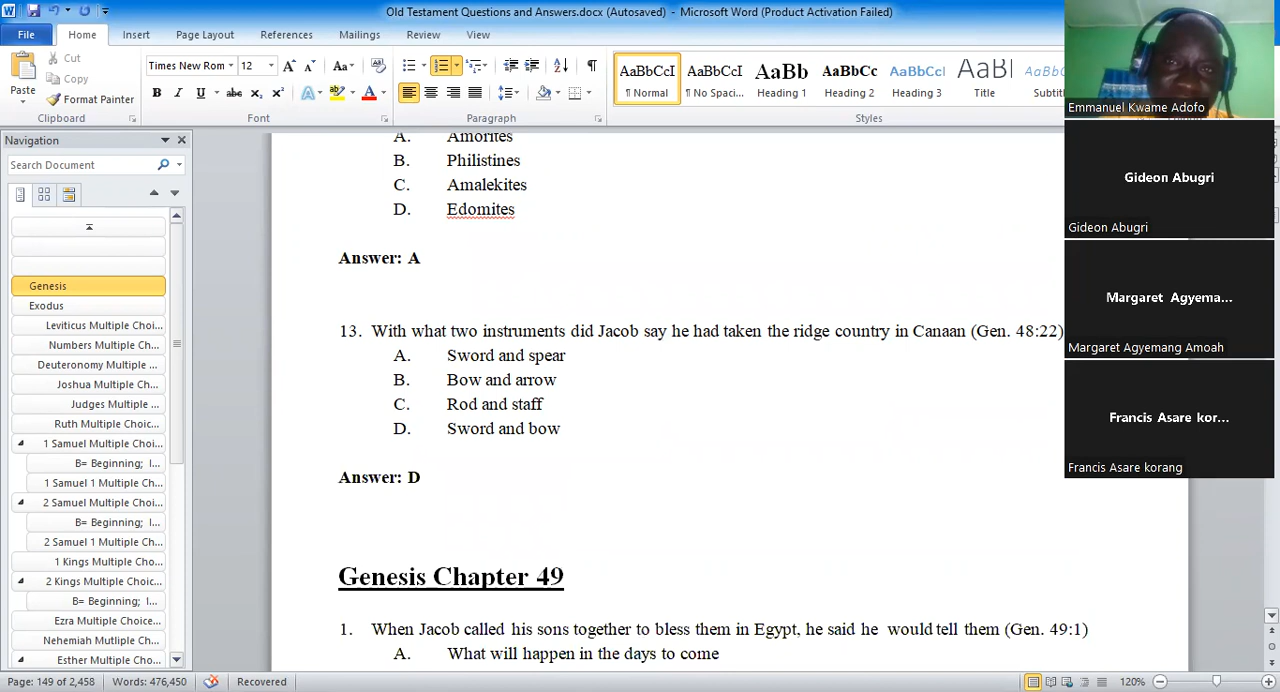 Old Testament Questions and Answers.docx (Autosaved) - Microsoft Word (Product Activation Failed)
File Home Insert Page Layout References Mailings Review View
Cut
Copy
Format Painter
Paste
Clipboard
Times New Rom 12
Font
Paragraph
AaBbCcI AaBbCcI AaBb AaBbCc AaBbCcI AaBl AaBbC
¶ Normal ¶ No Spaci... Heading 1 Heading 2 Heading 3 Title Subtit
Styles
Navigation
Search Document
Genesis
Exodus
Leviticus Multiple Choi...
Numbers Multiple Ch...
Deuteronomy Multiple ...
Joshua Multiple Ch...
Judges Multiple ...
Ruth Multiple Choic...
1 Samuel Multiple Choi...
B= Beginning; I...
1 Samuel 1 Multiple Ch...
2 Samuel Multiple Choi...
B= Beginning; I...
2 Samuel 1 Multiple Ch...
1 Kings Multiple Cho...
2 Kings Multiple Choic...
B= Beginning; I...
Ezra Multiple Choice...
Nehemiah Mutliple Ch...
Esther Multiple Cho...
A. Amorites
B. Philistines
C. Amalekites
D. Edomites
Answer: A
13. With what two instruments did Jacob say he had taken the ridge country in Canaan (Gen. 48:22)
A. Sword and spear
B. Bow and arrow
C. Rod and staff
D. Sword and bow
Answer: D
Genesis Chapter 49
1. When Jacob called his sons together to bless them in Egypt, he said he would tell them (Gen. 49:1)
A. What will happen in the days to come
Emmanuel Kwame Adofo
Gideon Abugri
Gideon Abugri
Margaret Agyema...
Margaret Agyemang Amoah
Francis Asare kor...
Francis Asare korang
Page: 149 of 2,458 Words: 476,450 Recovered 120%